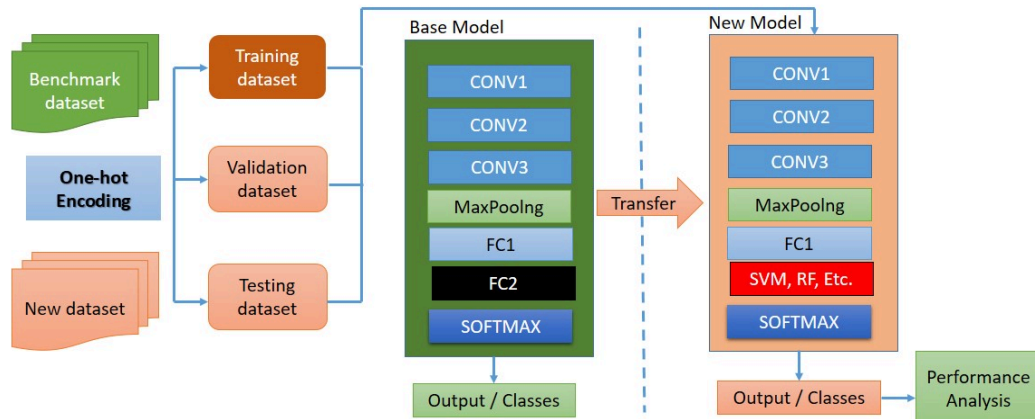 Benchmark
dataset
One-hot
Encoding
New dataset
Training
dataset
Validation
dataset
Testing
dataset
Base Model
CONV1
CONV2
CONV3
MaxPoolng
FC1
FC2
SOFTMAX
Output / Classes
Transfer
New Model
CONV1
CONV2
CONV3
MaxPoolng
FC1
SVM, RF, Etc.
SOFTMAX
Output / Classes
Performance
Analysis